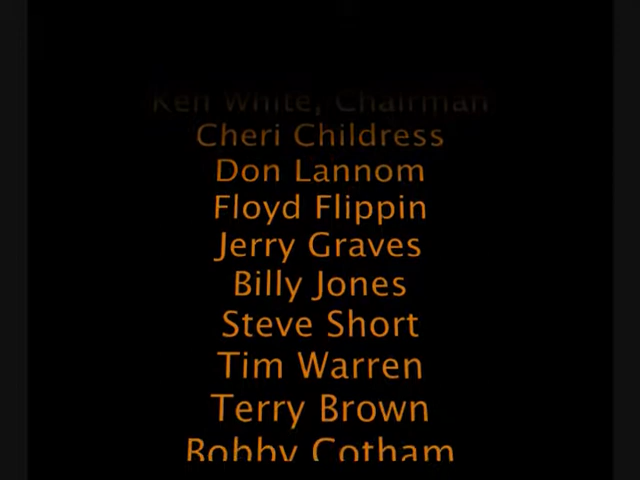 Ken White, Chairman
Cheri Childress
Don Lannom
Floyd Flippin
Jerry Graves
Billy Jones
Steve Short
Tim Warren
Terry Brown
Bobby Cotham